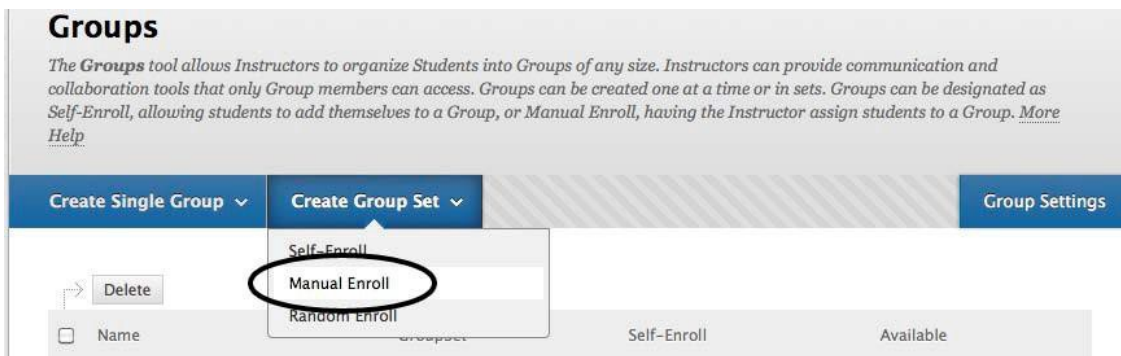 Groups
The Groups tool allows Instructors to organize Students into Groups of any size. Instructors can provide communication and
collaboration tools that only Group members can access. Groups can be created one at a time or in sets. Groups can be designated as
Self-Enroll, allowing students to add themselves to a Group, or Manual Enroll, having the Instructor assign students to a Group. More
Help
Create Single Group Create Group Set Group Settings
Self-Enroll
Manual Enroll
Delete
Random Enroll
Name GroupSet Self-Enroll Available